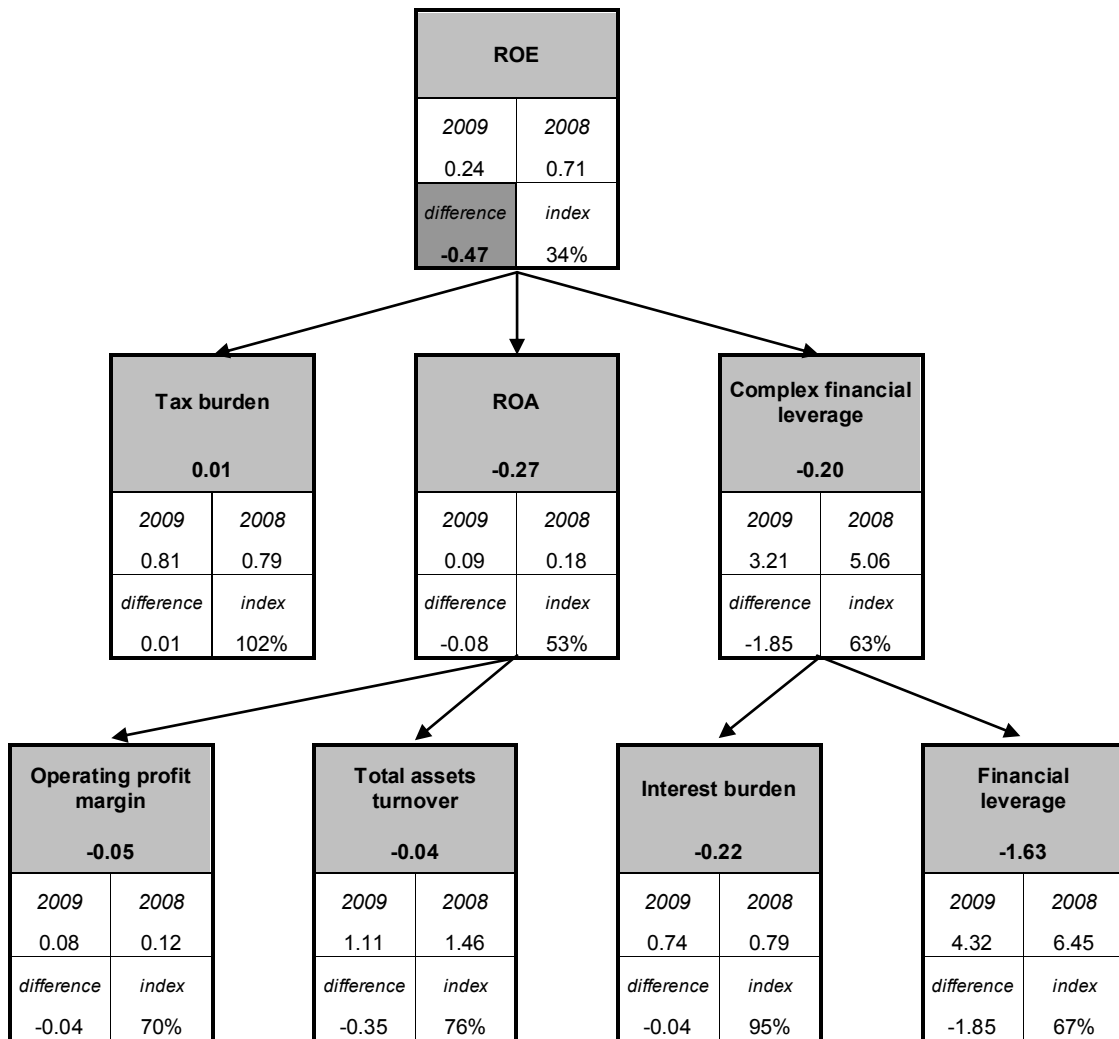 ROE
2009 2008
0.24 0.71
difference index
-0.47 34%
Tax burden
0.01
2009 2008
0.81 0.79
difference index
0.01 102%
ROA
-0.27
2009 2008
0.09 0.18
difference index
-0.08 53%
Complex financial
leverage
-0.20
2009 2008
3.21 5.06
difference index
-1.85 63%
Operating profit
margin
-0.05
2009 2008
0.08 0.12
difference index
-0.04 70%
Total assets
turnover
-0.04
2009 2008
1.11 1.46
difference index
-0.35 76%
Interest burden
-0.22
2009 2008
0.74 0.79
difference index
-0.04 95%
Financial
leverage
-1.63
2009 2008
4.32 6.45
difference index
-1.85 67%